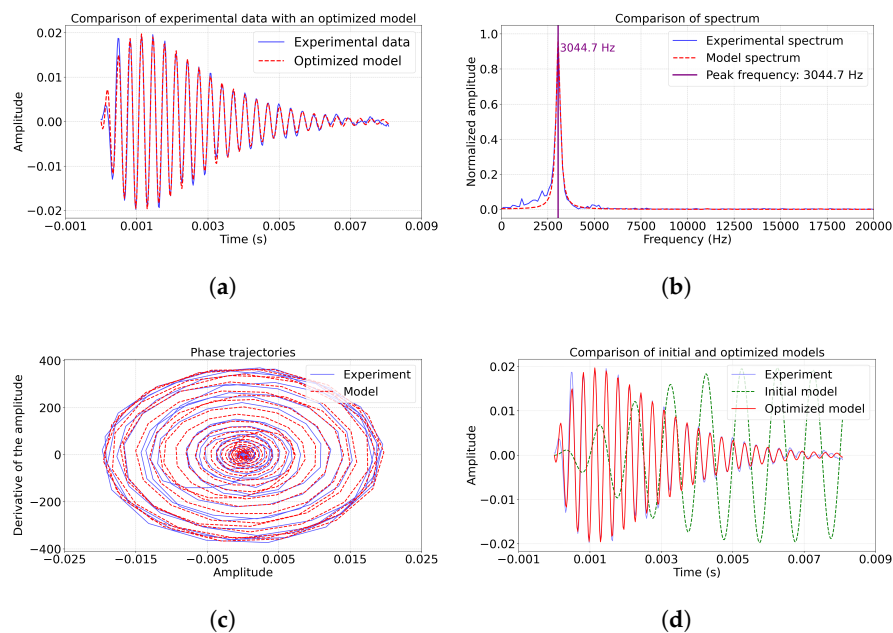 Comparison of experimental data with an optimized model
Amplitude
0.02
0.01
0.00
−0.01
−0.02
Experimental data
Optimized model
−0.001 0.001 0.003 0.005 0.007 0.009
Time (s)
(a)
Comparison of spectrum
Normalized amplitude
1.0
0.8
0.6
0.4
0.2
0.0
3044.7 Hz
Experimental spectrum
Model spectrum
Peak frequency: 3044.7 Hz
0 2500 5000 7500 10000 12500 15000 17500 20000
Frequency (Hz)
(b)
Phase trajectories
Derivative of the amplitude
400
200
0
−200
−400
Experiment
Model
−0.025 −0.015 −0.005 0.005 0.015 0.025
Amplitude
(c)
Comparison of initial and optimized models
Amplitude
0.02
0.01
0.00
−0.01
−0.02
Experiment
Initial model
Optimized model
−0.001 0.001 0.003 0.005 0.007 0.009
Time (s)
(d)